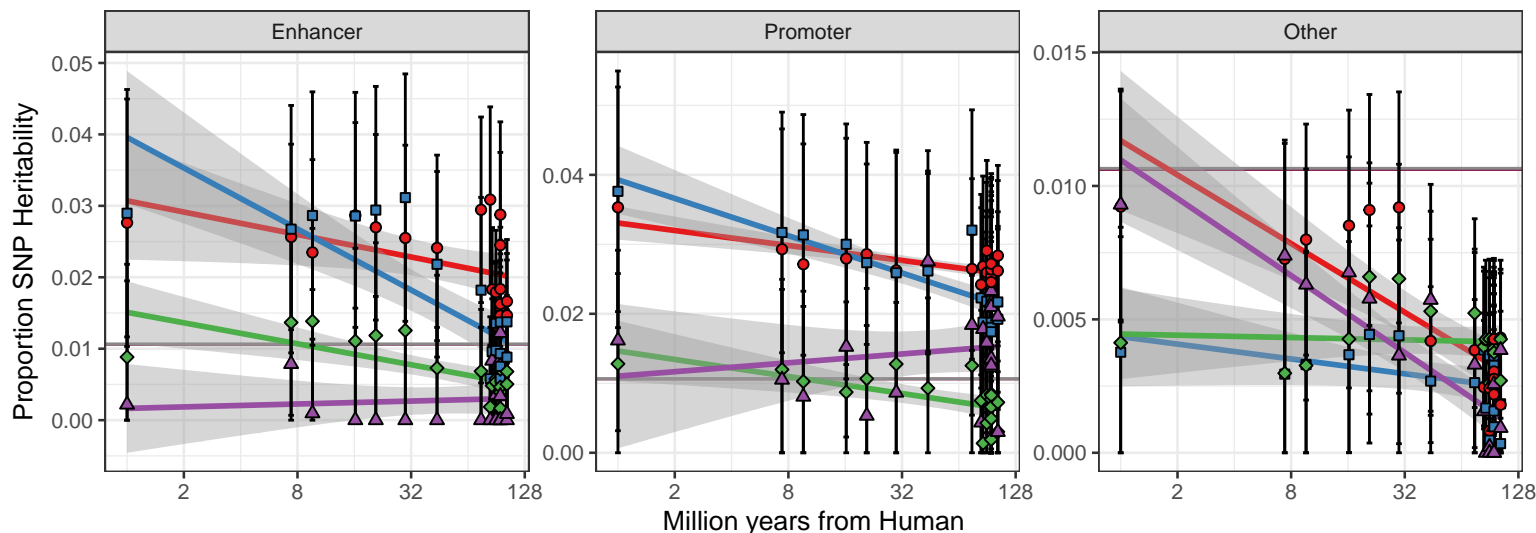 Enhancer
Promoter
Other
Proportion SNP Heritability
0.05
0.04
0.03
0.02
0.01
0.00
0.04
0.02
0.00
0.015
0.010
0.005
0.000
2 8 32 128
2 8 32 128
2 8 32 128
Million years from Human